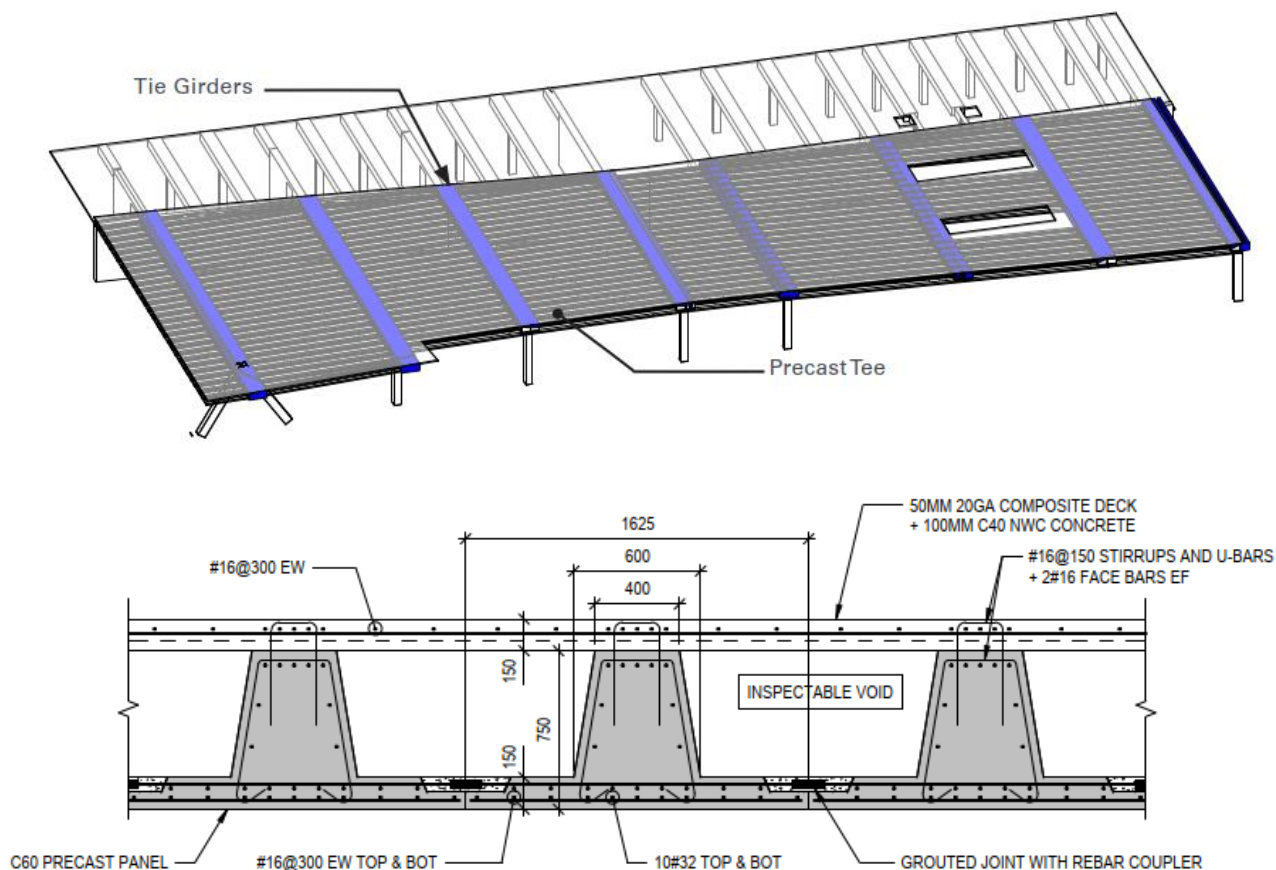 Tie Girders
Precast Tee
50MM 20GA COMPOSITE DECK
+ 100MM C40 NWC CONCRETE
1625
#16@150 STIRRUPS AND U-BARS
+ 2#16 FACE BARS EF
#16@300 EW
600
400
150
750
150
INSPECTABLE VOID
C60 PRECAST PANEL
#16@300 EW TOP & BOT
10#32 TOP & BOT
GROUTED JOINT WITH REBAR COUPLER